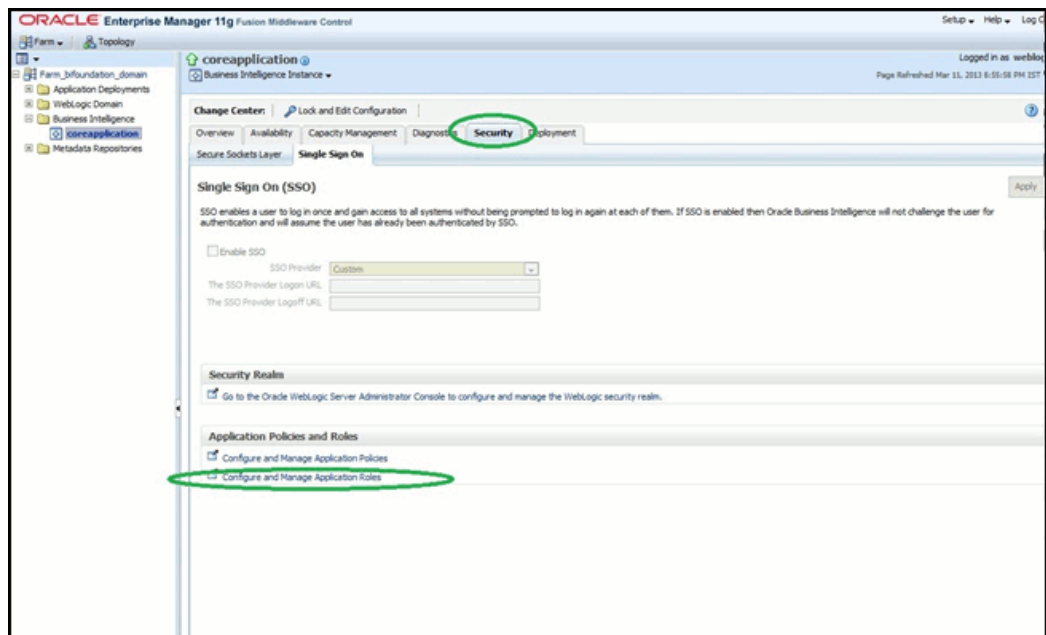 ORACLE Enterprise Manager 11g Fusion Middleware Control
Setup Help Log
Farm Topology
Farm_bifoundation_domain
Application Deployments
WebLogic Domain
Business Intelligence
coreapplication
Metadata Repositories
coreapplication
Business Intelligence Instance
Logged in as
Page Refreshed Mar 11, 2013 8:55:58 PM IST
Change Center: Lock and Edit Configuration
Overview Availability Capacity Management Diagnostics Security Deployment
Secure Sockets Layer Single Sign On
Single Sign On (SSO)
Apply
SSO enables a user to log in once and gain access to all systems without being prompted to log in again at each of them. If SSO is enabled then Oracle Business Intelligence will not challenge the user for
authentication and will assume the user has already been authenticated by SSO.
Enable SSO
SSO Provider Custom
The SSO Provider Logon URL
The SSO Provider Logoff URL
Security Realm
Go to the Oracle WebLogic Server Administrator Console to configure and manage the WebLogic security realm.
Application Policies and Roles
Configure and Manage Application Policies
Configure and Manage Application Roles